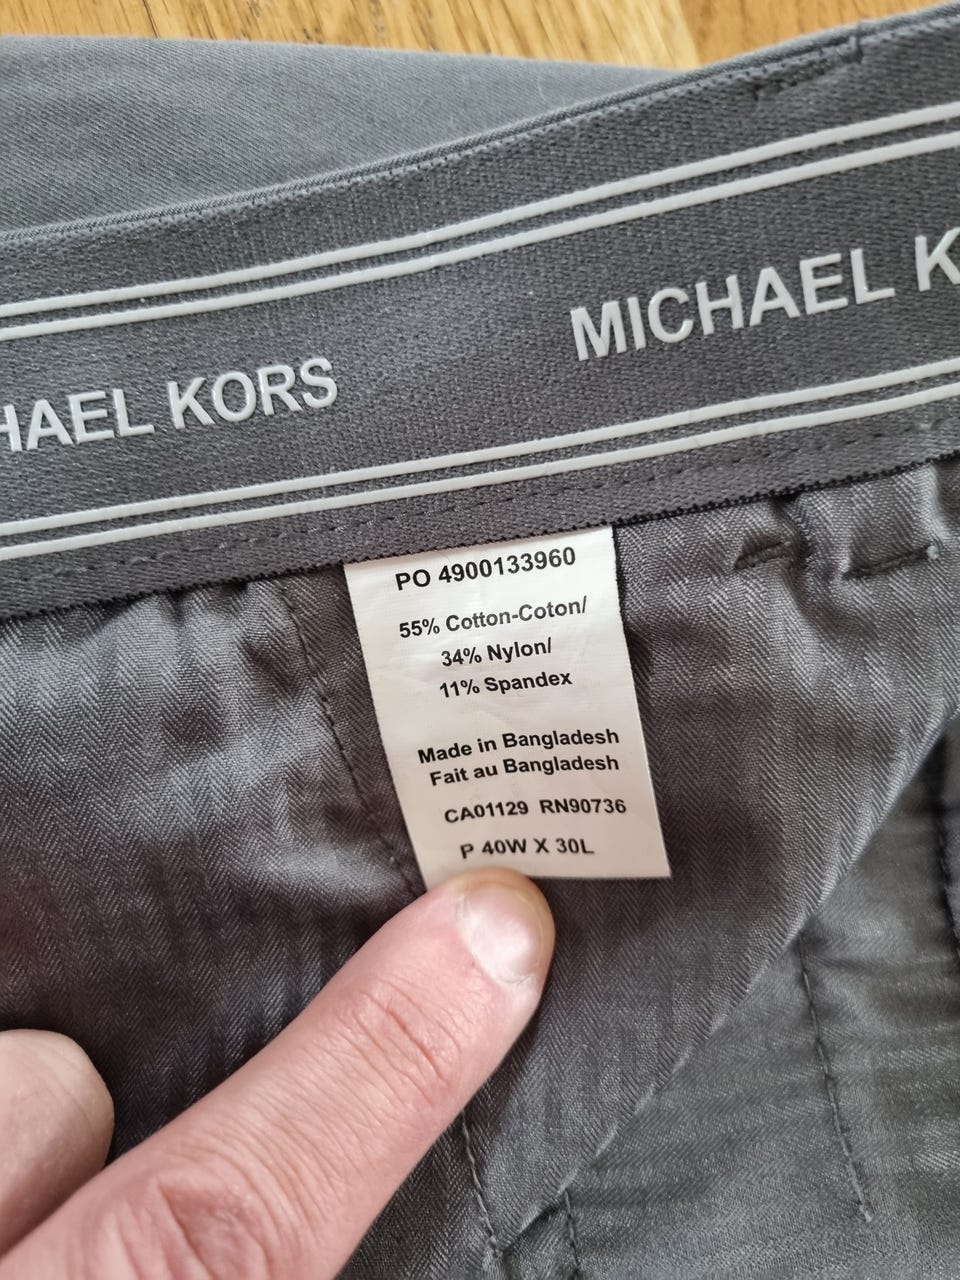 HAEL KORS
MICHAEL K
PO 4900133960
55% Cotton-Coton/
34% Nylon/
11% Spandex
Made in Bangladesh
Fait au Bangladesh
CA01129 RN90736
P 40W X 30L